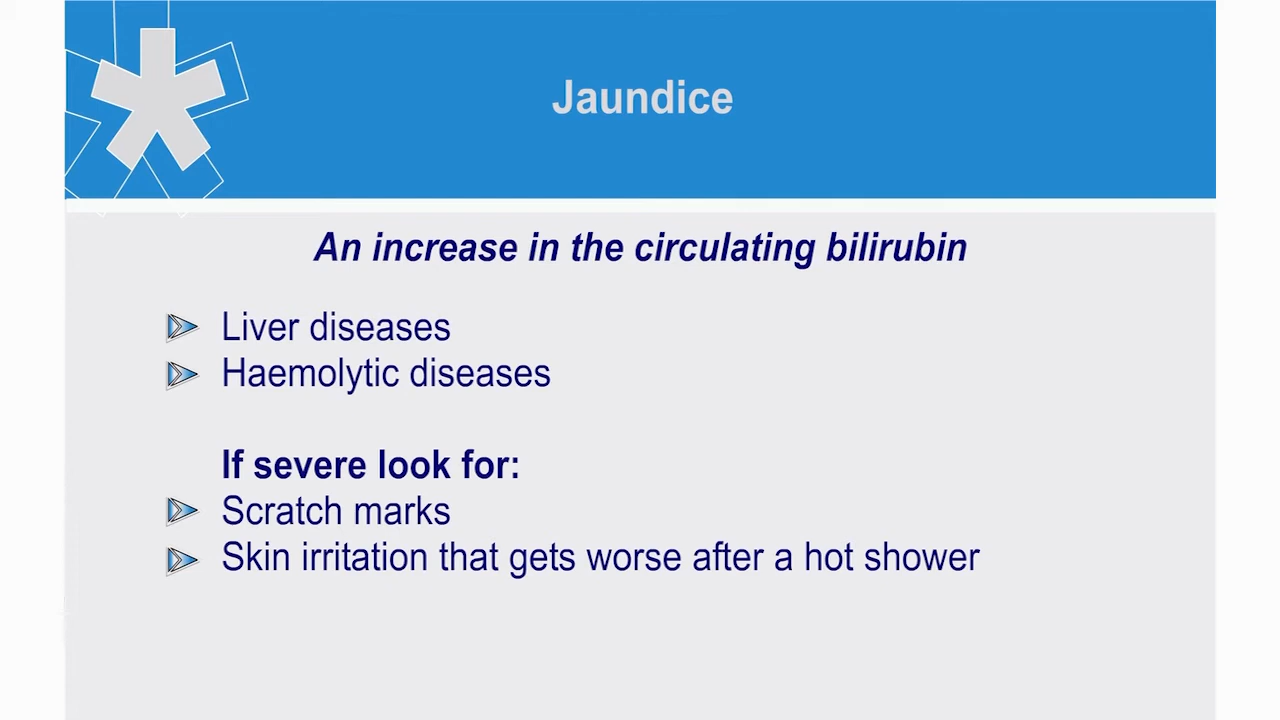 Jaundice
An increase in the circulating bilirubin
Liver diseases
Haemolytic diseases
If severe look for:
Scratch marks
Skin irritation that gets worse after a hot shower